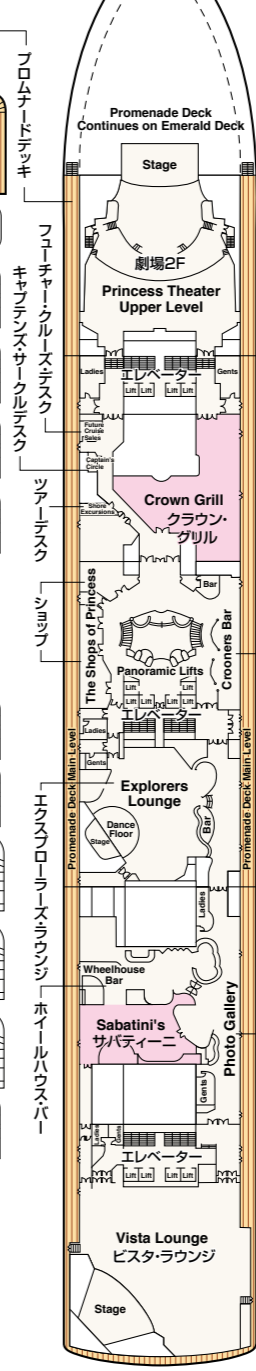 Promenade Deck
Continues on Emerald Deck
プロムナードデッキ
Stage
劇場2F
Princess Theater
Upper Level
フューチャー・クルーズ・デスク
キャプテンズ・サークルデスク
Ladies
エレベーター
Gents
Lift Lift
Lift Lift
Future
Cruise
Sales
Captain's
Circle
Shore
Excursions
ツアーデスク
Crown Grill
クラウン・
グリル
ショップ
The Shops of Princess
Bar
Crooners Bar
Lift
Lift
Panoramic Lifts
Lift Lift
Lift Lift
エレベーター
Ladies
Gents
Promenade Deck Main Level
Promenade Deck Main Level
Explorers
Lounge
Dance
Floor
Stage
Bar
エクスプローラーズ・ラウンジ
Ladies
Wheelhouse
Bar
ホイールハウス・バー
Sabatini's
サバティーニ
Photo Gallery
Gents
Ladies
Gents
エレベーター
Lift Lift
Lift Lift
Vista Lounge
ビスタ・ラウンジ
Stage